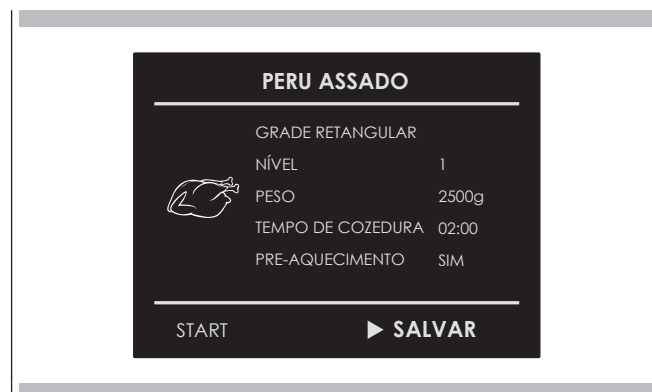 PERU ASSADO
GRADE RETANGULAR
NÍVEL 1
PESO 2500g
TEMPO DE COZEDURA 02:00
PRE-AQUECIMENTO SIM
START ▶ SALVAR